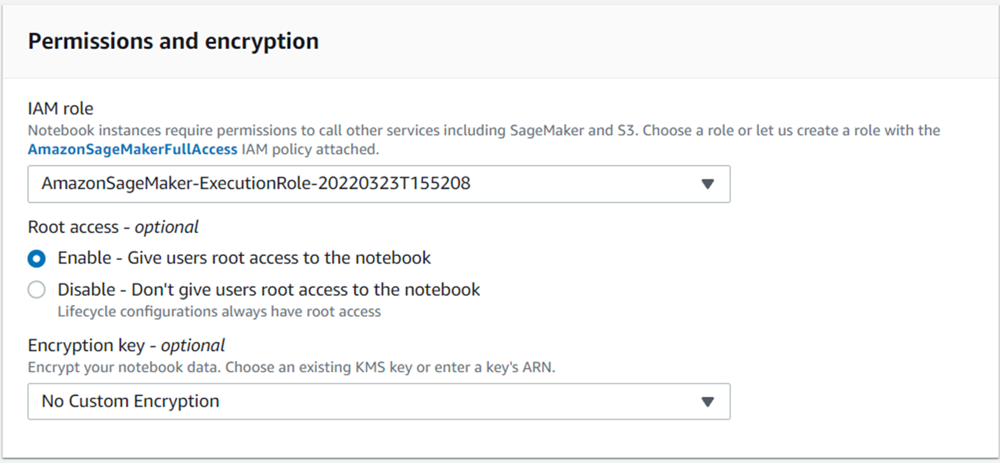 Permissions and encryption
IAM role
Notebook instances require permissions to call other services including SageMaker and S3. Choose a role or let us create a role with the
AmazonSageMakerFullAccess IAM policy attached.
AmazonSageMaker-ExecutionRole-20220323T155208
Root access - optional
Enable - Give users root access to the notebook
Disable - Don't give users root access to the notebook
Lifecycle configurations always have root access
Encryption key - optional
Encrypt your notebook data. Choose an existing KMS key or enter a key's ARN.
No Custom Encryption